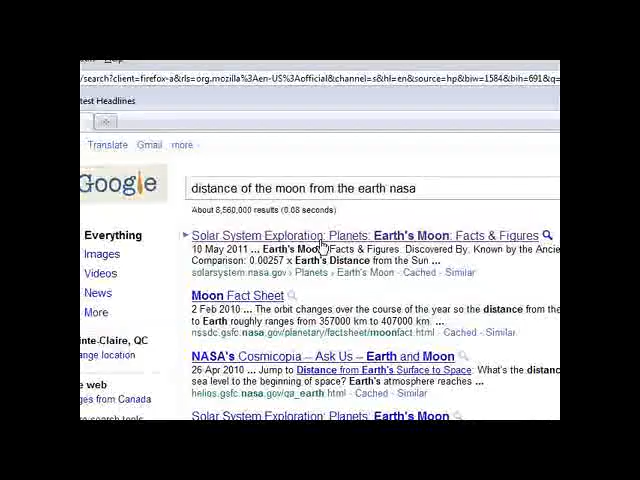 Help
/search?client=firefox-a&rls=org.mozilla%3Aen-US%3Aofficial&channel=s&hl=en&source=hp&biw=1584&bih=691&q=
test Headlines
Translate Gmail more
Google
distance of the moon from the earth nasa
About 8,560,000 results (0.08 seconds)
Everything
Images
Videos
News
More
Solar System Exploration: Planets: Earth's Moon: Facts & Figures
10 May 2011 ... Earth's Moon: Facts & Figures. Discovered By. Known by the Ancie
Comparison: 0.00257 x Earth's Distance from the Sun ...
solarsystem.nasa.gov › Planets › Earth's Moon - Cached - Similar
Moon Fact Sheet
2 Feb 2010 ... The orbit changes over the course of the year so the distance from the
to Earth roughly ranges from 357000 km to 407000 km. ...
nssdc.gsfc.nasa.gov/planetary/factsheet/moonfact.html - Cached - Similar
inte-Claire, QC
ange location
NASA's Cosmicopia -- Ask Us -- Earth and Moon
26 Apr 2010 ... Jump to Distance from Earth's Surface to Space: What's the distanc
sea level to the beginning of space? Earth's atmosphere reaches ...
helios.gsfc.nasa.gov/qa_earth.html - Cached - Similar
e web
ges from Canada
e search tools
Solar System Exploration: Planets: Earth's Moon